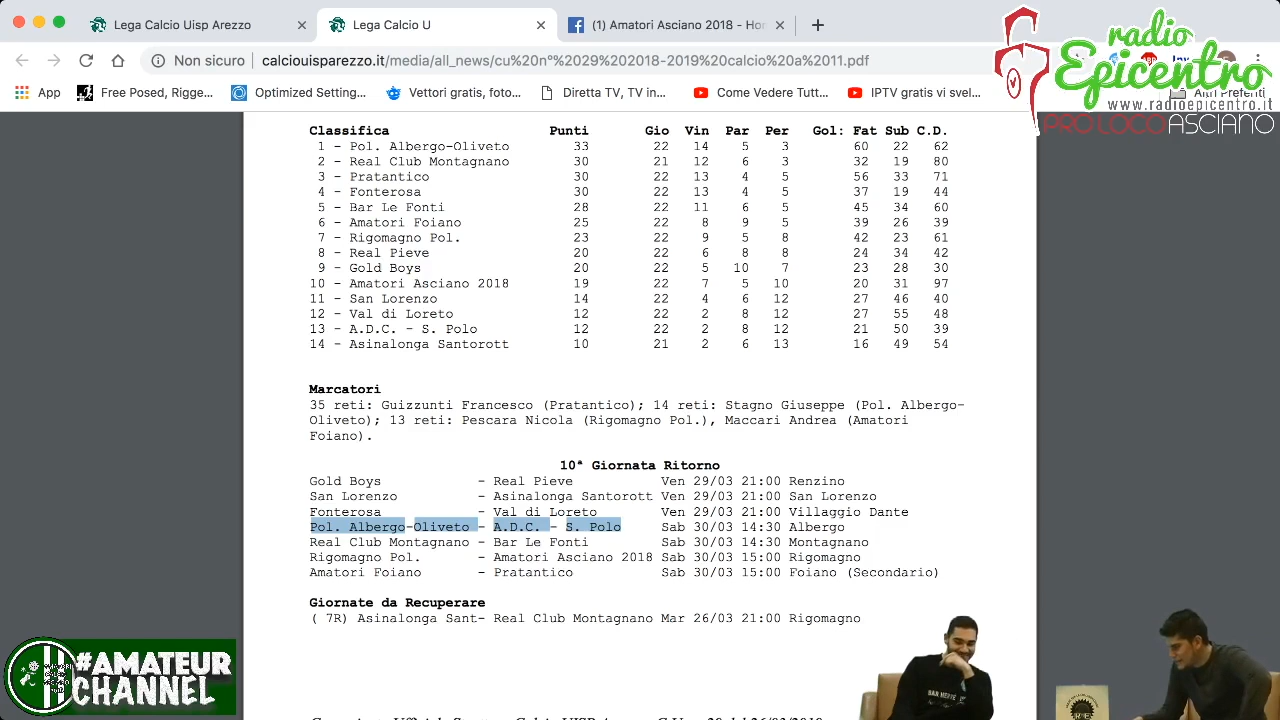 Lega Calcio Uisp Arezzo
Lega Calcio U
(1) Amatori Asciano 2018 - Ho
Non sicuro
calciouisparezzo.it/media/all_news/cu%20n°%2029%202018-2019%20calcio%20a%2011.pdf
App
Free Posed, Rigge...
Optimized Setting...
Vettori gratis, foto...
Diretta TV, TV in...
Come Vedere Tutt...
IPTV gratis vi svel...
Altri Preferiti
radio
Epicentro
www.radioepicentro.it
PRO LOCO ASCIANO
Classifica Punti Gio Vin Par Per Gol: Fat Sub C.D.
1 - Pol. Albergo-Oliveto 33 22 14 5 3 60 22 62
2 - Real Club Montagnano 30 21 12 6 3 32 19 80
3 - Pratantico 30 22 13 4 5 56 33 71
4 - Fonterosa 30 22 13 4 5 37 19 44
5 - Bar Le Fonti 28 22 11 6 5 45 34 60
6 - Amatori Foiano 25 22 8 9 5 39 26 39
7 - Rigomagno Pol. 23 22 9 5 8 42 23 61
8 - Real Pieve 20 22 6 8 8 24 34 42
9 - Gold Boys 20 22 5 10 7 23 28 30
10 - Amatori Asciano 2018 19 22 7 5 10 20 31 97
11 - San Lorenzo 14 22 4 6 12 27 46 40
12 - Val di Loreto 12 22 2 8 12 27 55 48
13 - A.D.C. - S. Polo 12 22 2 8 12 21 50 39
14 - Asinalonga Santorott 10 21 2 6 13 16 49 54
Marcatori
35 reti: Guizzunti Francesco (Pratantico); 14 reti: Stagno Giuseppe (Pol. Albergo-
Oliveto); 13 reti: Pescara Nicola (Rigomagno Pol.), Maccari Andrea (Amatori
Foiano).
10ª Giornata Ritorno
Gold Boys - Real Pieve Ven 29/03 21:00 Renzino
San Lorenzo - Asinalonga Santorott Ven 29/03 21:00 San Lorenzo
Fonterosa - Val di Loreto Ven 29/03 21:00 Villaggio Dante
Pol. Albergo-Oliveto - A.D.C. - S. Polo Sab 30/03 14:30 Albergo
Real Club Montagnano - Bar Le Fonti Sab 30/03 14:30 Montagnano
Rigomagno Pol. - Amatori Asciano 2018 Sab 30/03 15:00 Rigomagno
Amatori Foiano - Pratantico Sab 30/03 15:00 Foiano (Secondario)
Giornate da Recuperare
( 7R) Asinalonga Sant- Real Club Montagnano Mar 26/03 21:00 Rigomagno
#AMATEUR
CHANNEL